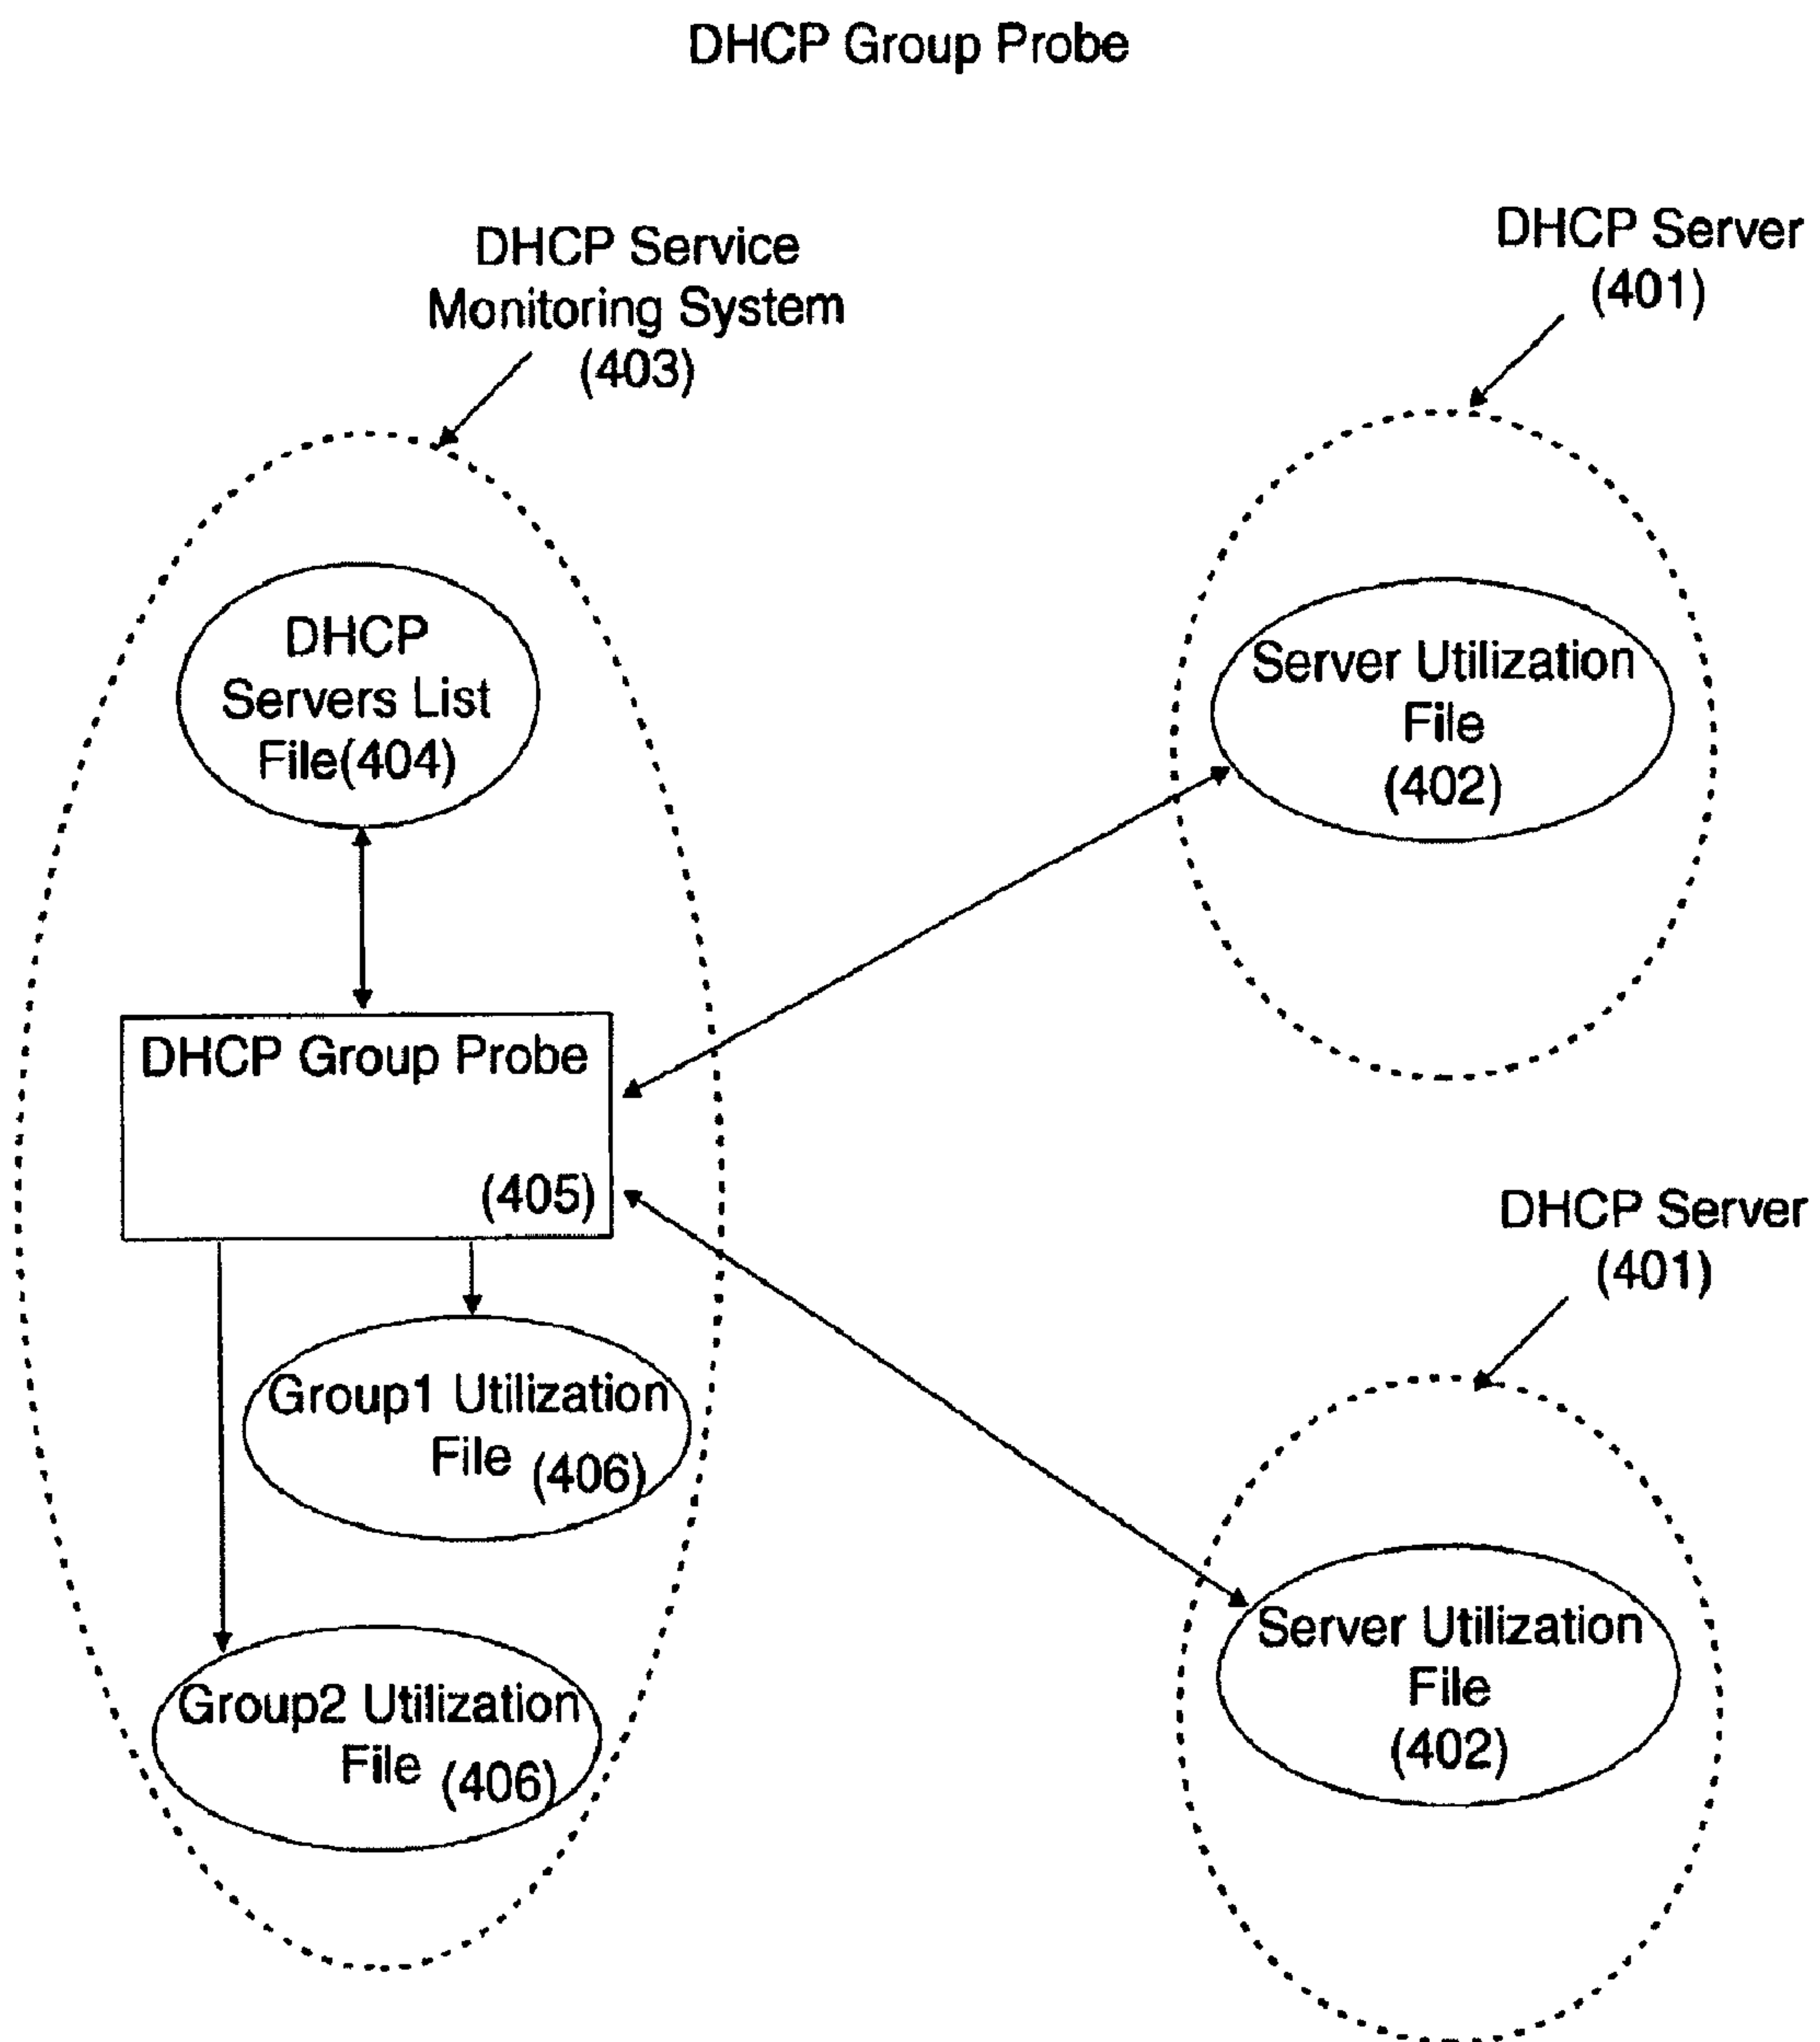 DHCP Group Probe
DHCP Service
Monitoring System
(403)
DHCP Server
(401)
DHCP
Servers List
File(404)
Server Utilization
File
(402)
DHCP Group Probe
(405)
DHCP Server
(401)
Group1 Utilization
File (406)
Server Utilization
File
(402)
Group2 Utilization
File (406)